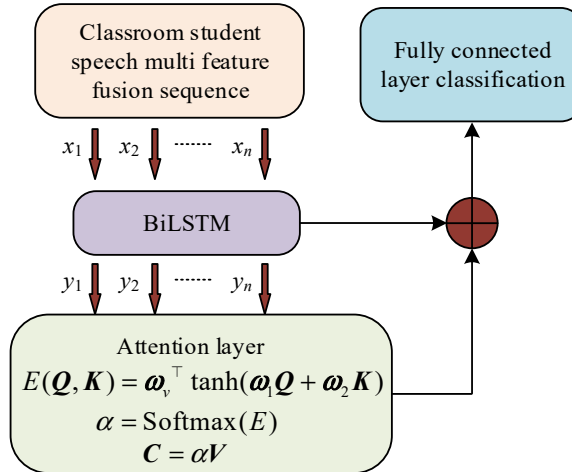 Classroom student
speech multi feature
fusion sequence
Fully connected
layer classification
x₁ x₂ ······· xₙ
BiLSTM
y₁ y₂ ······· yₙ
Attention layer
E(Q, K) = ωᵥ^⊤ tanh(ω₁Q + ω₂K)
α = Softmax(E)
C = αV